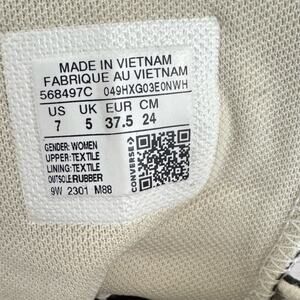 MADE IN VIETNAM
FABRIQUE AU VIETNAM
568497C 049HXG03E0NWH
US UK EUR CM
7 5 37.5 24
GENDER: WOMEN
UPPER: TEXTILE
LINING: TEXTILE
OUTSOLE:RUBBER
9W 2301 M88
CONVERSE